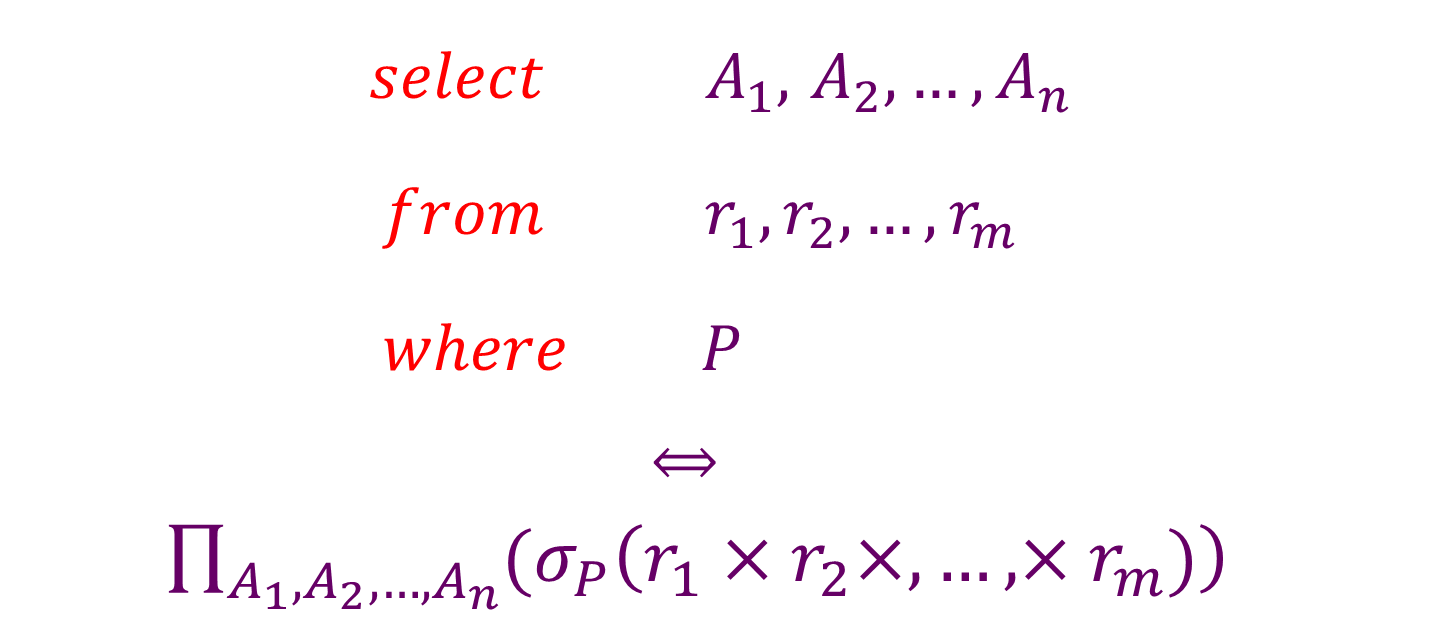 select A₁, A₂, … , Aₙ
from r₁, r₂, … , rₘ
where P
⇔
∏A₁,A₂,…,Aₙ(σP(r₁ × r₂ ×, … ,× rₘ))